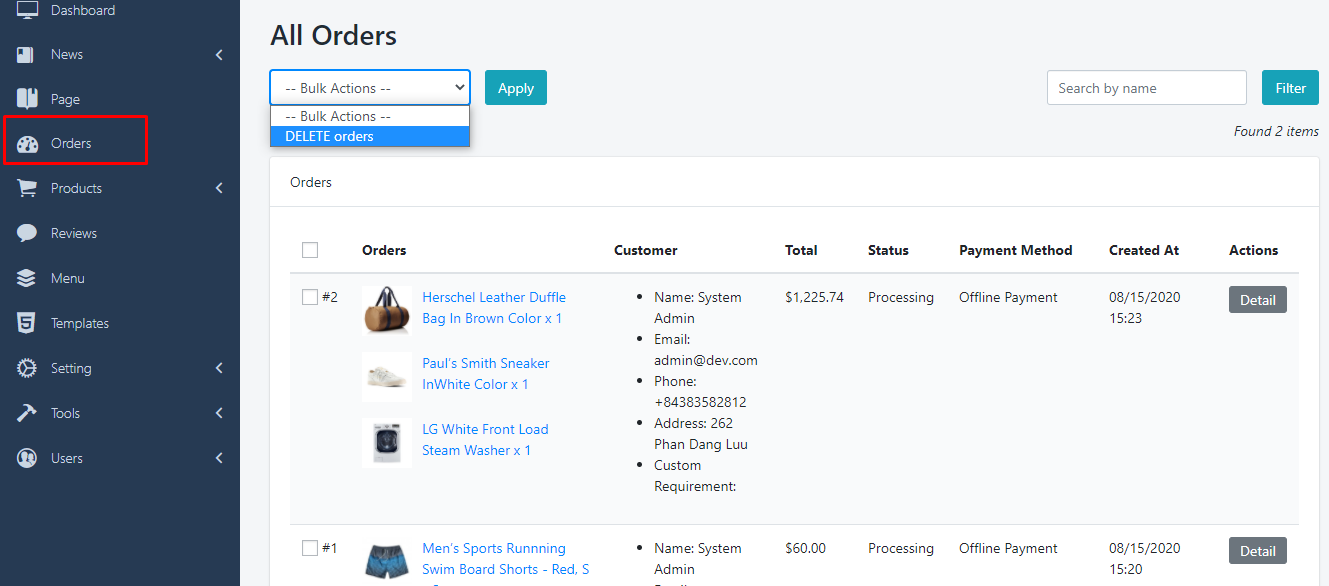 Dashboard
News
Page
Orders
Products
Reviews
Menu
Templates
Setting
Tools
Users
All Orders
-- Bulk Actions --
Apply
Search by name
Filter
-- Bulk Actions --
DELETE orders
Found 2 items
Orders
Orders
Customer
Total
Status
Payment Method
Created At
Actions
#2
Herschel Leather Duffle
Bag In Brown Color x 1
Paul's Smith Sneaker
InWhite Color x 1
LG White Front Load
Steam Washer x 1
Name: System
Admin
Email:
admin@dev.com
Phone:
+84383582812
Address: 262
Phan Dang Luu
Custom
Requirement:
$1,225.74
Processing
Offline Payment
08/15/2020
15:23
Detail
#1
Men's Sports Runnning
Swim Board Shorts - Red, S
Name: System
Admin
$60.00
Processing
Offline Payment
08/15/2020
15:20
Detail